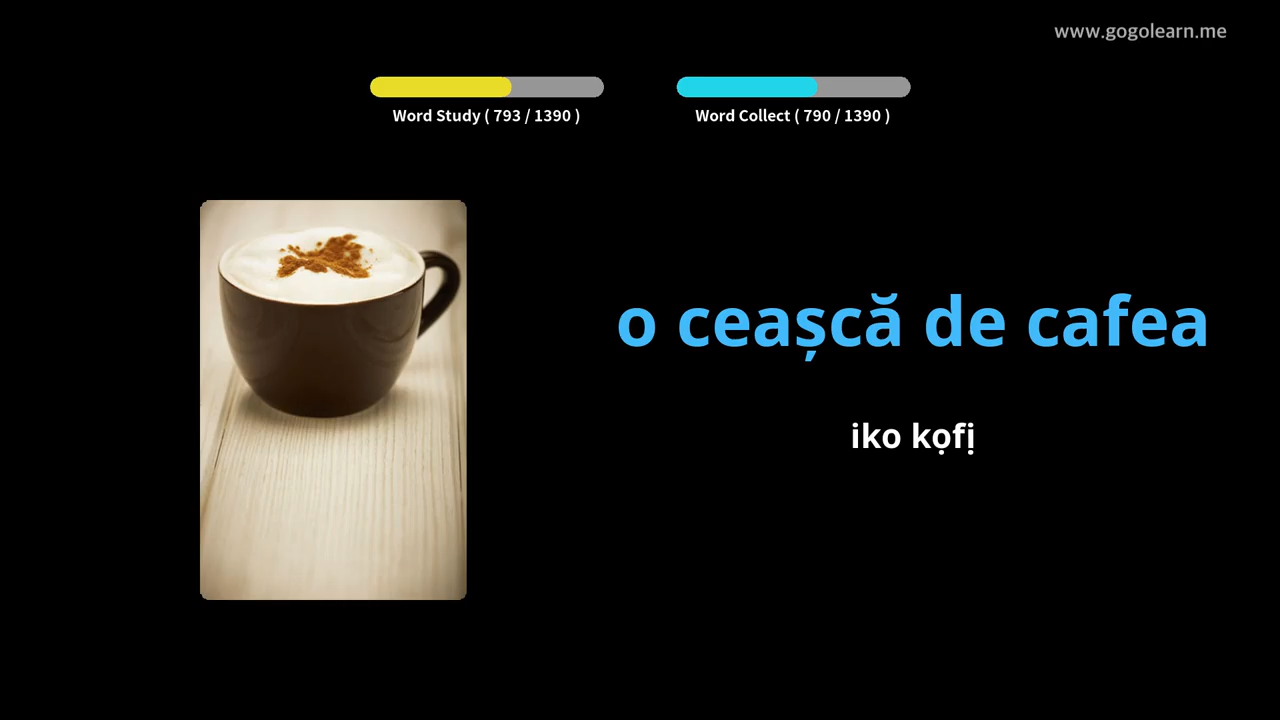 www.gogolearn.me
Word Study ( 793 / 1390 )
Word Collect ( 790 / 1390 )
o ceașcă de cafea
iko kọfị